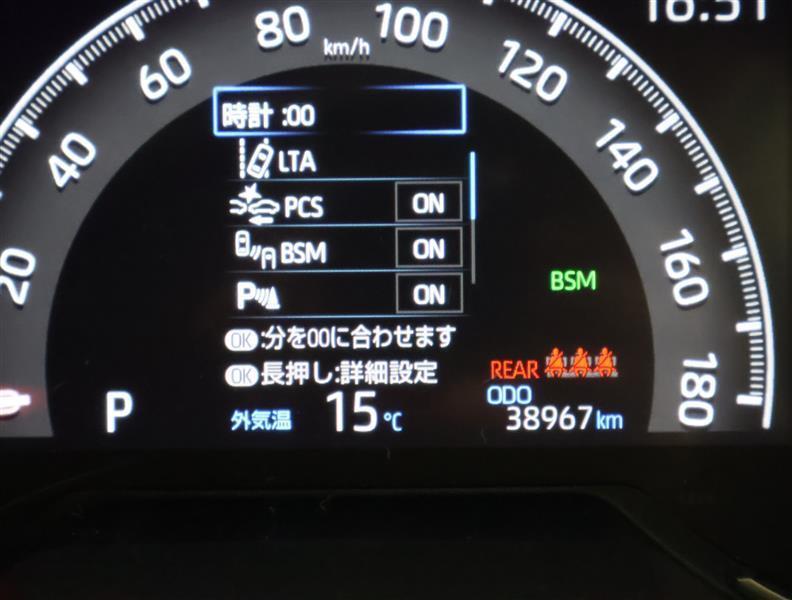 16:51
80
km/h
100
60
120
40
140
20
160
180
時計 :00
LTA
PCS ON
BSM ON
P ON
OK :分を00に合わせます
OK 長押し:詳細設定
BSM
REAR
ODO
38967 km
外気温 15 ℃
P